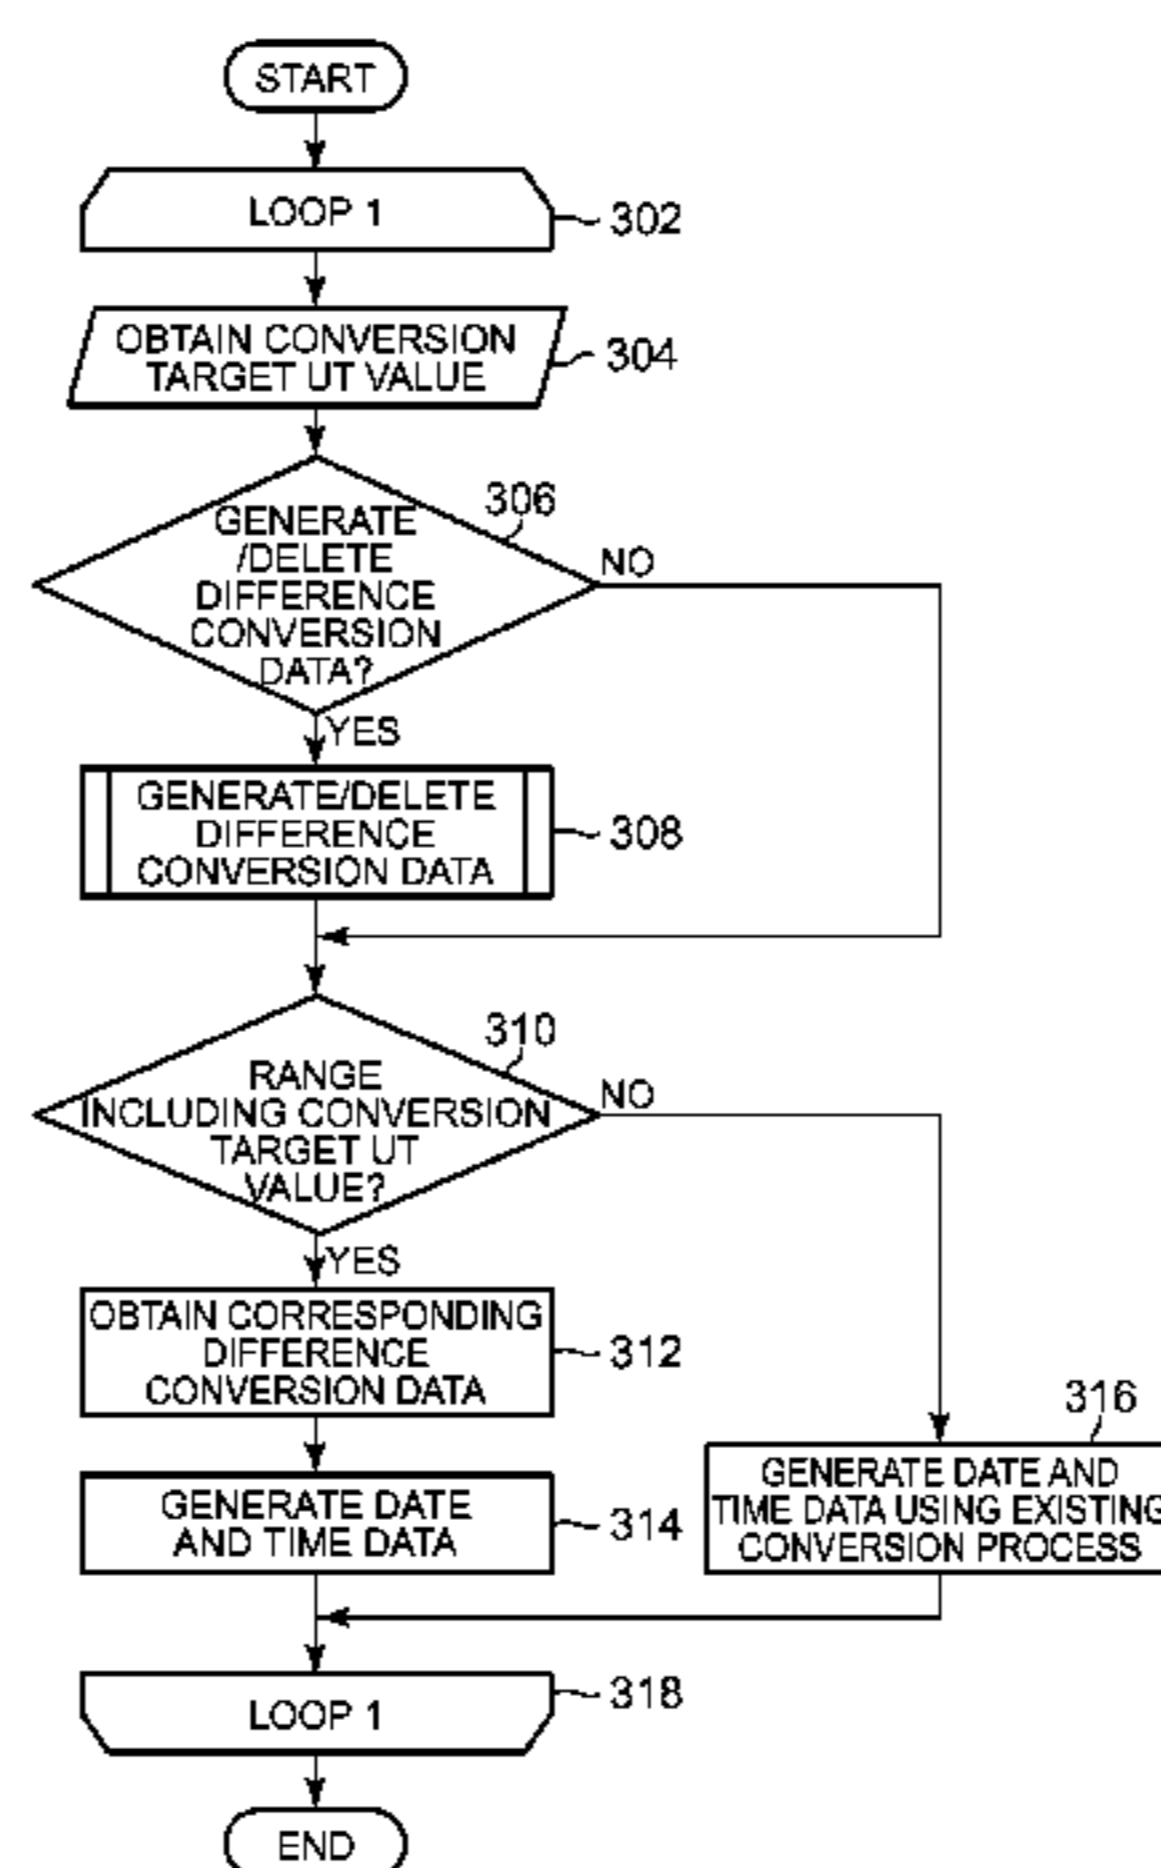 START
LOOP 1
302
OBTAIN CONVERSION
TARGET UT VALUE
304
306
GENERATE
/DELETE
DIFFERENCE
CONVERSION
DATA?
NO
YES
GENERATE/DELETE
DIFFERENCE
CONVERSION DATA
308
310
RANGE
INCLUDING CONVERSION
TARGET UT
VALUE?
NO
YES
OBTAIN CORRESPONDING
DIFFERENCE
CONVERSION DATA
312
316
GENERATE DATE AND
TIME DATA USING EXISTING
CONVERSION PROCESS
GENERATE DATE
AND TIME DATA
314
LOOP 1
318
END